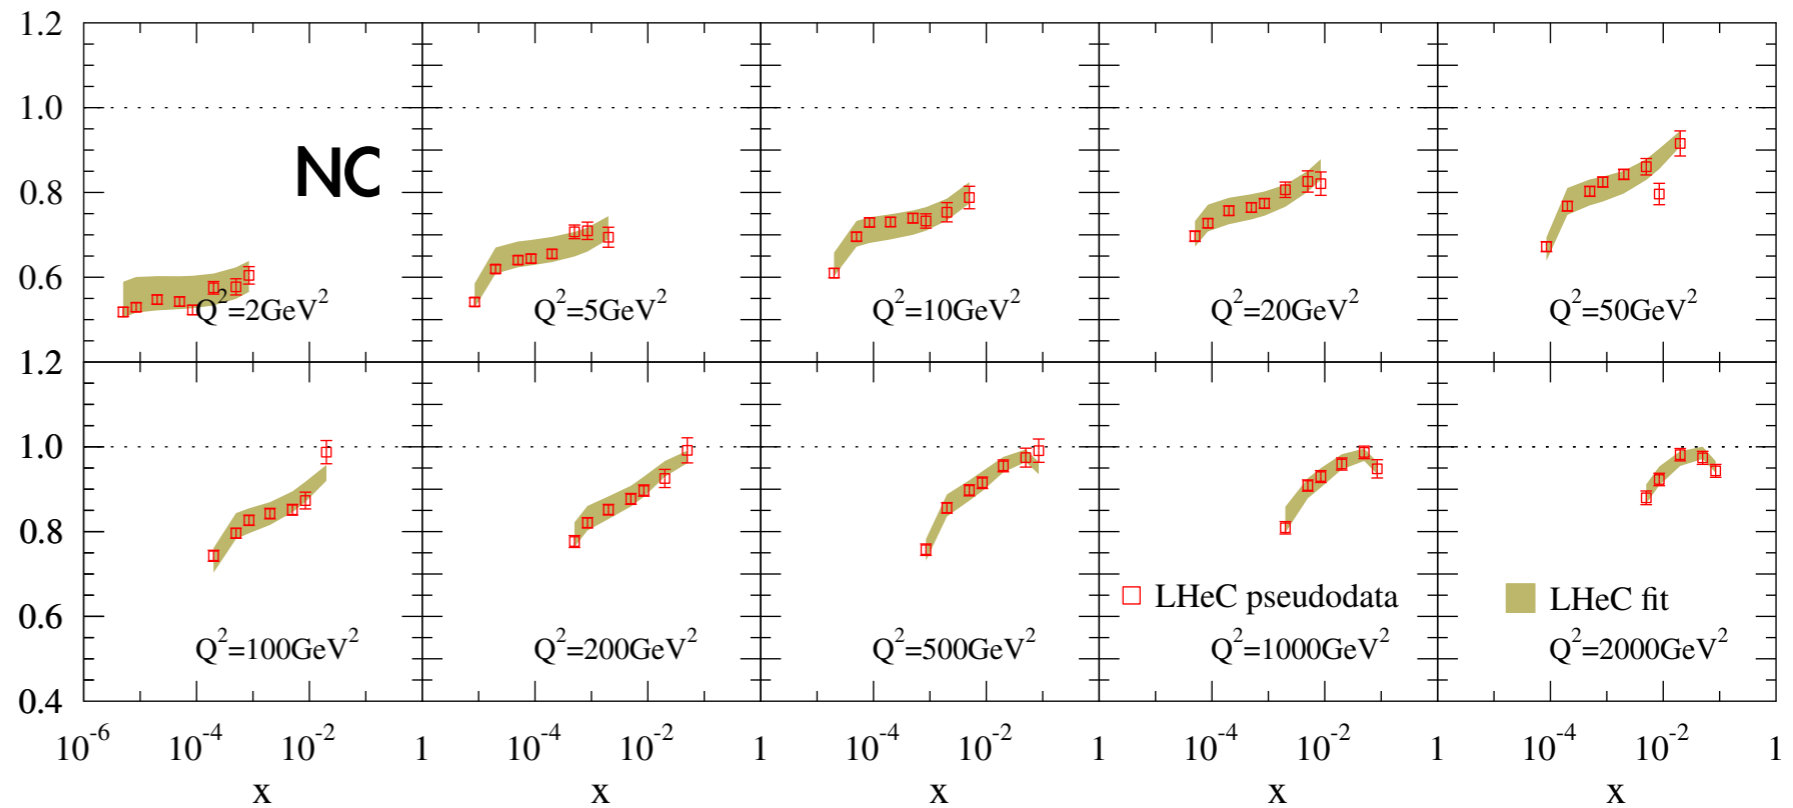 1.2
1.0
0.8
0.6
NC
Q²=2GeV²
Q²=5GeV²
Q²=10GeV²
Q²=20GeV²
Q²=50GeV²
1.2
1.0
0.8
0.6
0.4
LHeC pseudodata
LHeC fit
Q²=100GeV²
Q²=200GeV²
Q²=500GeV²
Q²=1000GeV²
Q²=2000GeV²
10⁻⁶ 10⁻⁴ 10⁻² 1 10⁻⁴ 10⁻² 1 10⁻⁴ 10⁻² 1 10⁻⁴ 10⁻² 1 10⁻⁴ 10⁻² 1
x x x x x